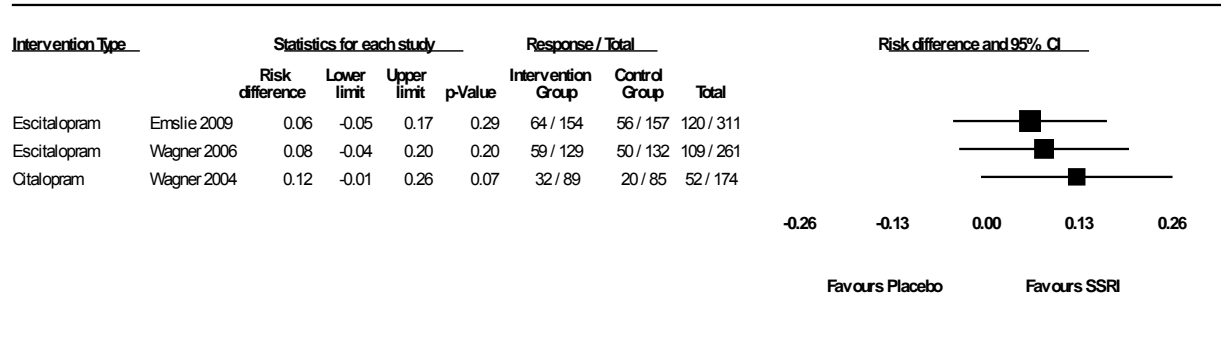 Intervention Type Statistics for each study Response / Total Risk difference and 95% CI
Risk Lower Upper Intervention Control
difference limit limit p-Value Group Group Total
Escitalopram Emslie 2009 0.06 -0.05 0.17 0.29 64 / 154 56 / 157 120 / 311
Escitalopram Wagner 2006 0.08 -0.04 0.20 0.20 59 / 129 50 / 132 109 / 261
Citalopram Wagner 2004 0.12 -0.01 0.26 0.07 32 / 89 20 / 85 52 / 174
-0.26 -0.13 0.00 0.13 0.26
Favours Placebo Favours SSRI